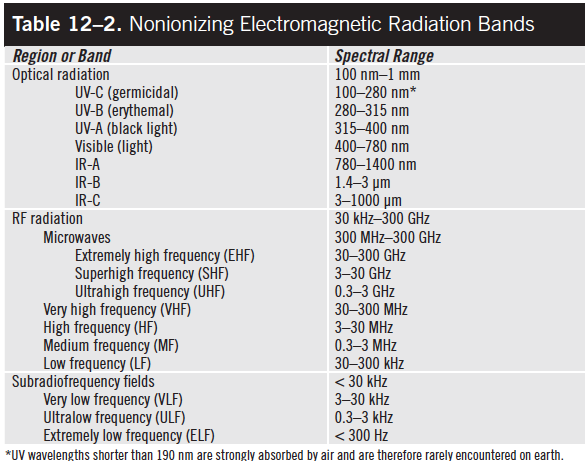 Table 12–2. Nonionizing Electromagnetic Radiation Bands
Region or Band Spectral Range
Optical radiation 100 nm–1 mm
UV-C (germicidal) 100–280 nm*
UV-B (erythemal) 280–315 nm
UV-A (black light) 315–400 nm
Visible (light) 400–780 nm
IR-A 780–1400 nm
IR-B 1.4–3 µm
IR-C 3–1000 µm
RF radiation 30 kHz–300 GHz
Microwaves 300 MHz–300 GHz
Extremely high frequency (EHF) 30–300 GHz
Superhigh frequency (SHF) 3–30 GHz
Ultrahigh frequency (UHF) 0.3–3 GHz
Very high frequency (VHF) 30–300 MHz
High frequency (HF) 3–30 MHz
Medium frequency (MF) 0.3–3 MHz
Low frequency (LF) 30–300 kHz
Subradiofrequency fields < 30 kHz
Very low frequency (VLF) 3–30 kHz
Ultralow frequency (ULF) 0.3–3 kHz
Extremely low frequency (ELF) < 300 Hz
*UV wavelengths shorter than 190 nm are strongly absorbed by air and are therefore rarely encountered on earth.